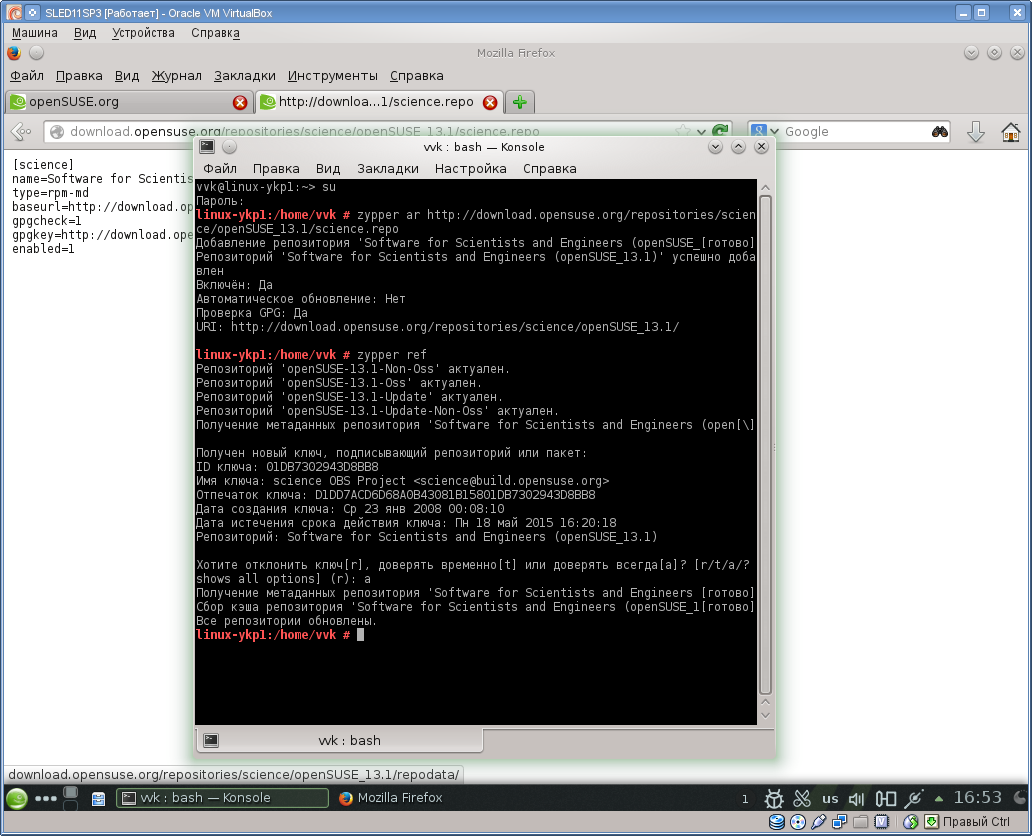 SLED11SP3 [Работает] - Oracle VM VirtualBox
Машина Вид Устройства Справка
Mozilla Firefox
Файл Правка Вид Журнал Закладки Инструменты Справка
openSUSE.org http://downloa...1/science.repo
download.opensuse.org/repositories/science/openSUSE_13.1/science.repo Google
[science]
name=Software for Scientis
type=rpm-md
baseurl=http://download.op
gpgcheck=1
gpgkey=http://download.ope
enabled=1
vvk : bash — Konsole
Файл Правка Вид Закладки Настройка Справка
vvk@linux-ykp1:~> su
Пароль:
linux-ykp1:/home/vvk # zypper ar http://download.opensuse.org/repositories/scien
ce/openSUSE_13.1/science.repo
Добавление репозитория 'Software for Scientists and Engineers (openSUSE_[готово]
Репозиторий 'Software for Scientists and Engineers (openSUSE_13.1)' успешно доба
влен
Включён: Да
Автоматическое обновление: Нет
Проверка GPG: Да
URI: http://download.opensuse.org/repositories/science/openSUSE_13.1/
linux-ykp1:/home/vvk # zypper ref
Репозиторий 'openSUSE-13.1-Non-Oss' актуален.
Репозиторий 'openSUSE-13.1-Oss' актуален.
Репозиторий 'openSUSE-13.1-Update' актуален.
Репозиторий 'openSUSE-13.1-Update-Non-Oss' актуален.
Получение метаданных репозитория 'Software for Scientists and Engineers (open[\]
Получен новый ключ, подписывающий репозиторий или пакет:
ID ключа: 01DB7302943D8BB8
Имя ключа: science OBS Project <science@build.opensuse.org>
Отпечаток ключа: D1DD7ACD6D68A0B43081B15801DB7302943D8BB8
Дата создания ключа: Ср 23 янв 2008 00:08:10
Дата истечения срока действия ключа: Пн 18 май 2015 16:20:18
Репозиторий: Software for Scientists and Engineers (openSUSE_13.1)
Хотите отклонить ключ[r], доверять временно[t] или доверять всегда[a]? [r/t/a/?
shows all options] (r): a
Получение метаданных репозитория 'Software for Scientists and Engineers [готово]
Сбор кэша репозитория 'Software for Scientists and Engineers (openSUSE_1[готово]
Все репозитории обновлены.
linux-ykp1:/home/vvk #
vvk : bash
download.opensuse.org/repositories/science/openSUSE_13.1/repodata/
vvk : bash — Konsole Mozilla Firefox 1 us 16:53
Правый Ctrl